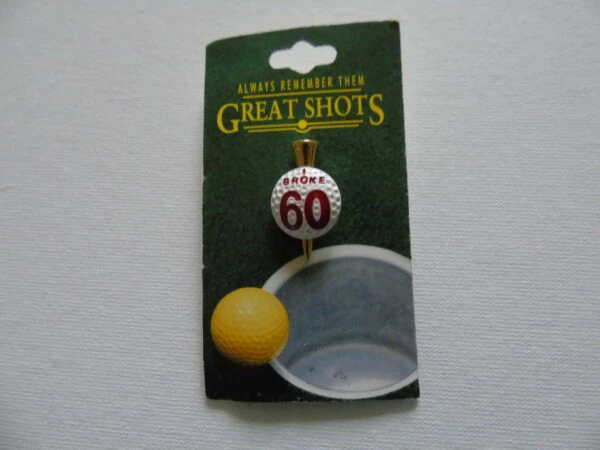 ALWAYS REMEMBER THEM
GREAT SHOTS
I
BROKE
60